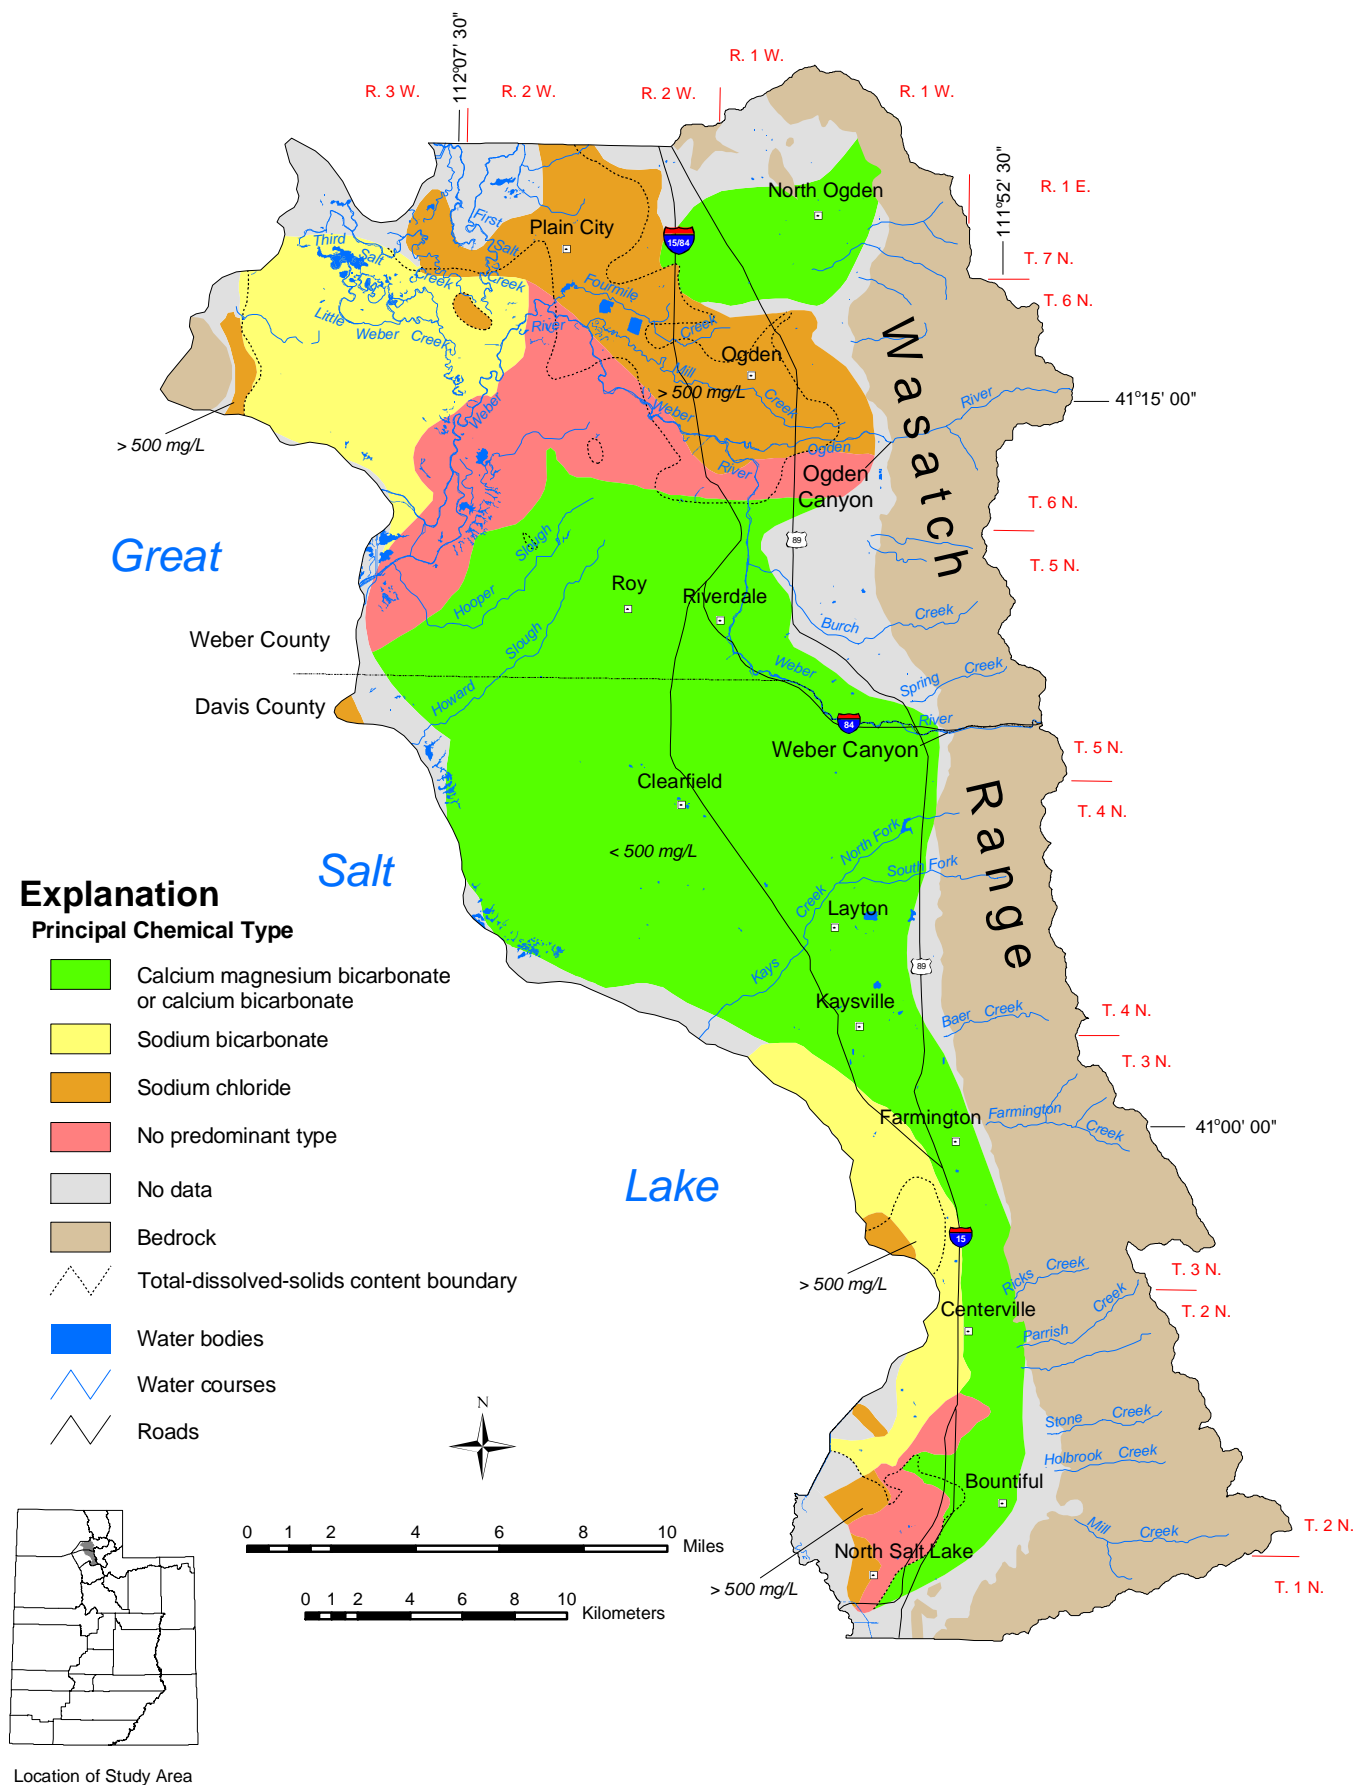 R. 1 W.
R. 3 W.
112°07' 30"
R. 2 W.
R. 2 W.
R. 1 W.
111°52' 30"
R. 1 E.
North Ogden
First
Salt
Creek
Plain City
15/84
Third
Salt
Creek
T. 7 N.
T. 6 N.
Fourmile
Creek
Little
Weber Creek
River
Wasatch
Ogden
Mill
Creek
> 500 mg/L
River
41°15' 00"
Weber
Weber
> 500 mg/L
Ogden
River
Ogden
Canyon
T. 6 N.
T. 5 N.
Great
Slough
89
Roy
Riverdale
Hooper
Slough
Burch
Creek
Weber County
Weber
Spring
Creek
Howard
Davis County
84
River
Weber Canyon
T. 5 N.
T. 4 N.
Clearfield
Range
North Fork
< 500 mg/L
South Fork
Salt
Explanation
Principal Chemical Type
Creek
Layton
Calcium magnesium bicarbonate
or calcium bicarbonate
Kays
89
Kaysville
Baer Creek
T. 4 N.
T. 3 N.
Sodium bicarbonate
Sodium chloride
Farmington
Farmington
Creek
41°00' 00"
No predominant type
No data
Lake
Bedrock
15
Total-dissolved-solids content boundary
> 500 mg/L
Ricks Creek
T. 3 N.
T. 2 N.
Centerville
Creek
Parrish
Water bodies
Water courses
Roads
N
Stone Creek
Holbrook Creek
Bountiful
Mill
Creek
T. 2 N.
T. 1 N.
0 1 2 4 6 8 10
Miles
North Salt Lake
> 500 mg/L
0 1 2 4 6 8 10
Kilometers
Location of Study Area